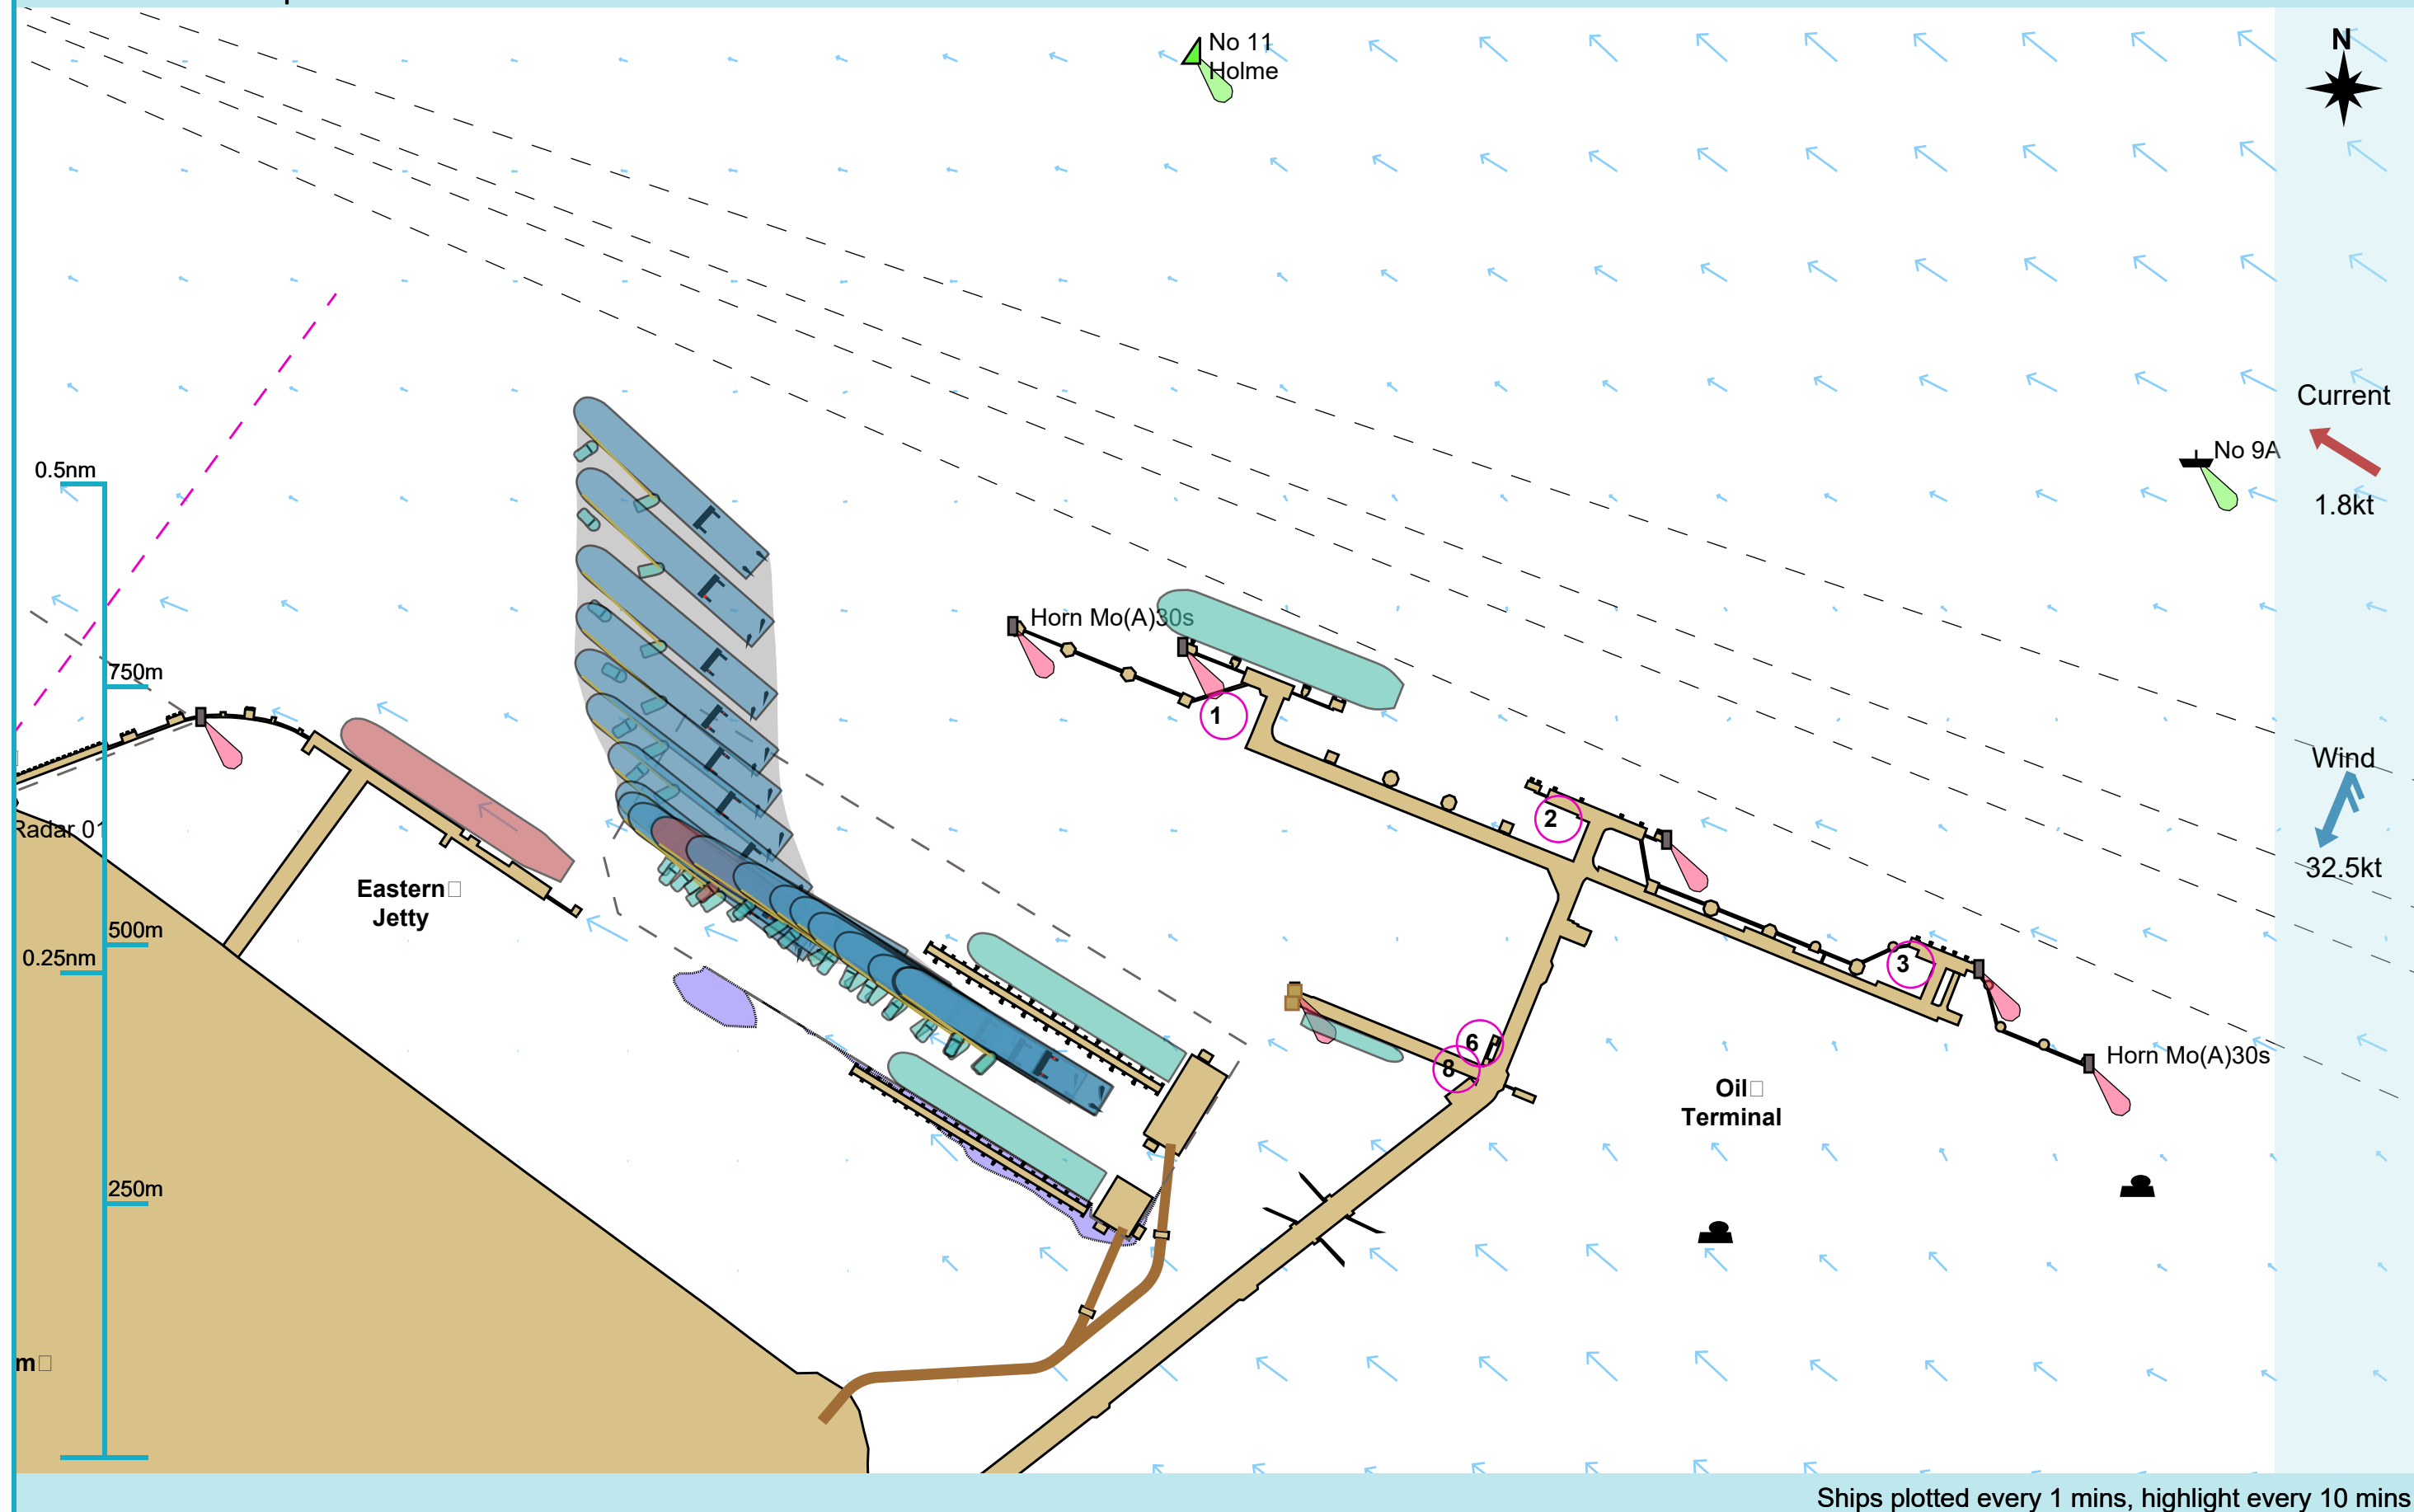 No 11
Holme
N
Current
1.8kt
No 9A
0.5nm
Horn Mo(A)30s
750m
1
Wind
32.5kt
2
Radar 01
Eastern
Jetty
500m
0.25nm
3
6
8
Horn Mo(A)30s
Oil
Terminal
250m
m
Ships plotted every 1 mins, highlight every 10 mins